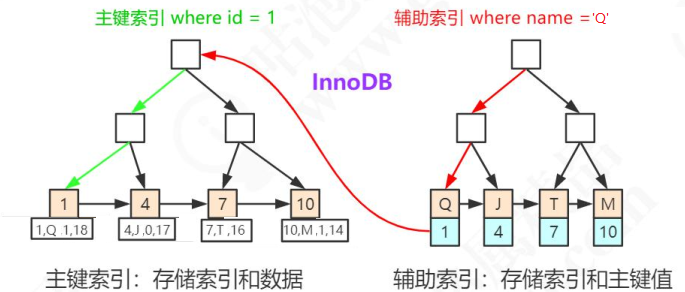 主键索引 where id = 1
辅助索引 where name ='Q'
InnoDB
1
4
7
10
1,Q ,1,18
4,J ,0,17
7,T ,16
10,M ,1,14
Q
J
T
M
1
4
7
10
主键索引：存储索引和数据
辅助索引：存储索引和主键值